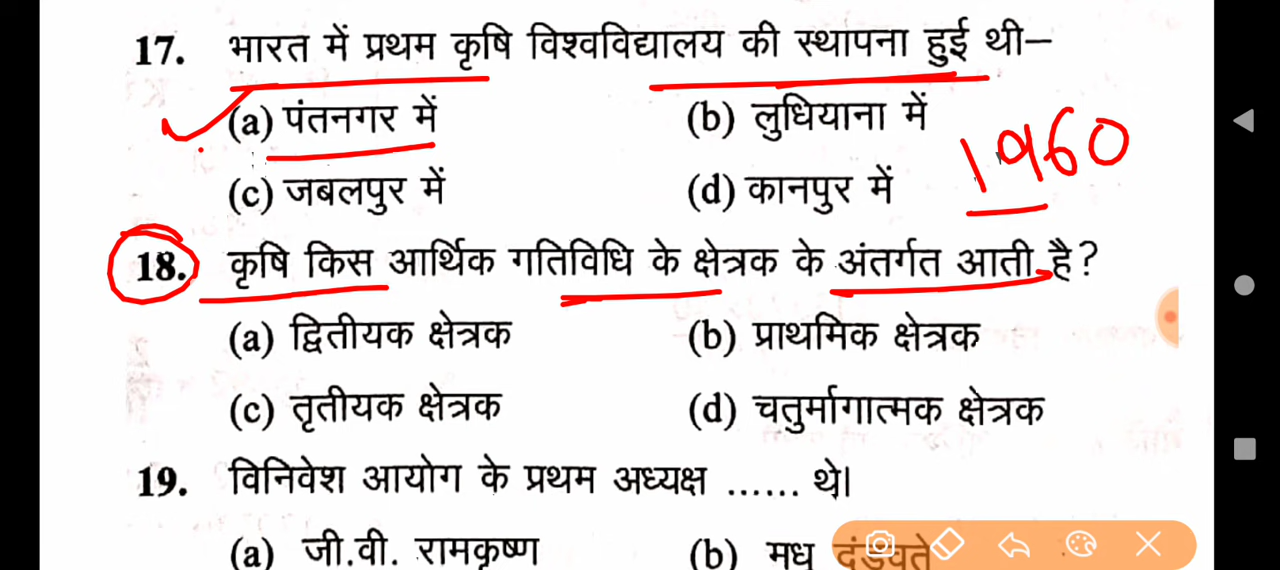 17. भारत में प्रथम कृषि विश्वविद्यालय की स्थापना हुई थी–
(a) पंतनगर में (b) लुधियाना में
1960
(c) जबलपुर में (d) कानपुर में
18. कृषि किस आर्थिक गतिविधि के क्षेत्रक के अंतर्गत आती है?
(a) द्वितीयक क्षेत्रक (b) प्राथमिक क्षेत्रक
(c) तृतीयक क्षेत्रक (d) चतुर्मागात्मक क्षेत्रक
19. विनिवेश आयोग के प्रथम अध्यक्ष ...... थे।
(a) जी.वी. रामकृष्ण (b) मधु दंडवते